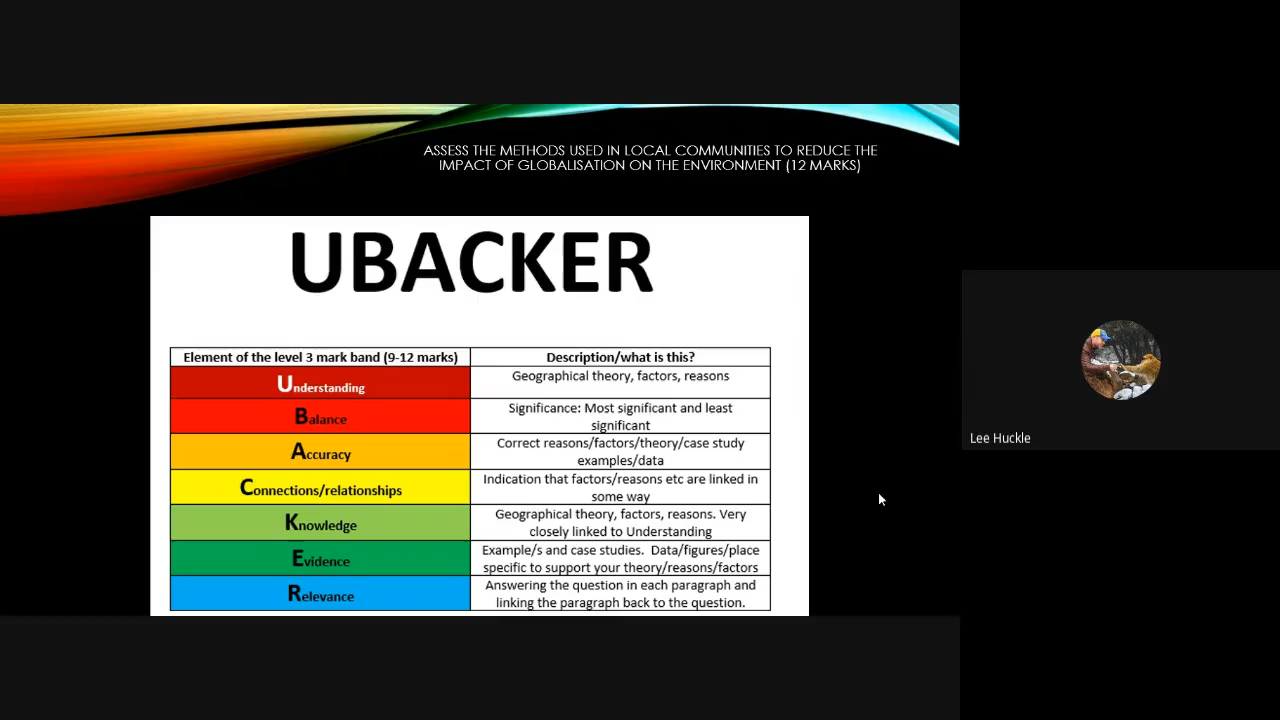 ASSESS THE METHODS USED IN LOCAL COMMUNITIES TO REDUCE THE
IMPACT OF GLOBALISATION ON THE ENVIRONMENT (12 MARKS)
UBACKER
Element of the level 3 mark band (9-12 marks)
Description/what is this?
Understanding
Geographical theory, factors, reasons
Balance
Significance: Most significant and least
significant
Accuracy
Correct reasons/factors/theory/case study
examples/data
Connections/relationships
Indication that factors/reasons etc are linked in
some way
Knowledge
Geographical theory, factors, reasons. Very
closely linked to Understanding
Evidence
Example/s and case studies. Data/figures/place
specific to support your theory/reasons/factors
Relevance
Answering the question in each paragraph and
linking the paragraph back to the question.
Lee Huckle